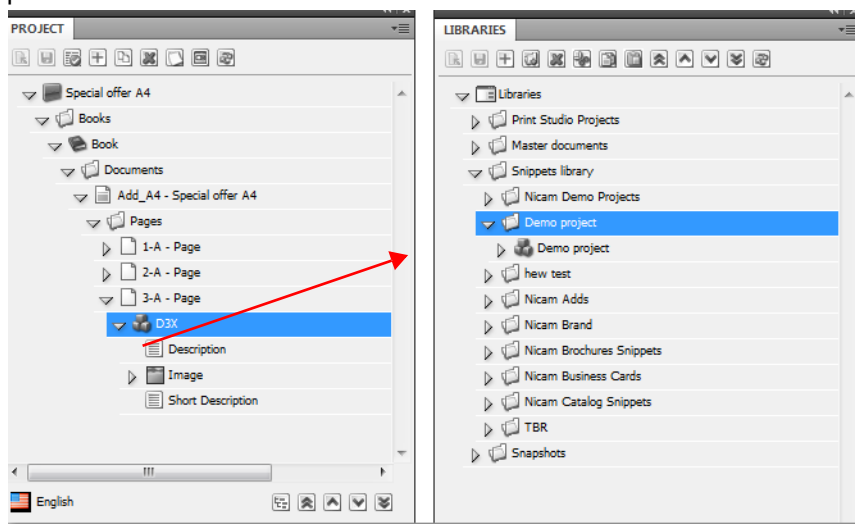 PROJECT
Special offer A4
Books
Book
Documents
Add_A4 - Special offer A4
Pages
1-A - Page
2-A - Page
3-A - Page
D3X
Description
Image
Short Description
English
LIBRARIES
Libraries
Print Studio Projects
Master documents
Snippets library
Nicam Demo Projects
Demo project
Demo project
hew test
Nicam Adds
Nicam Brand
Nicam Brochures Snippets
Nicam Business Cards
Nicam Catalog Snippets
TBR
Snapshots